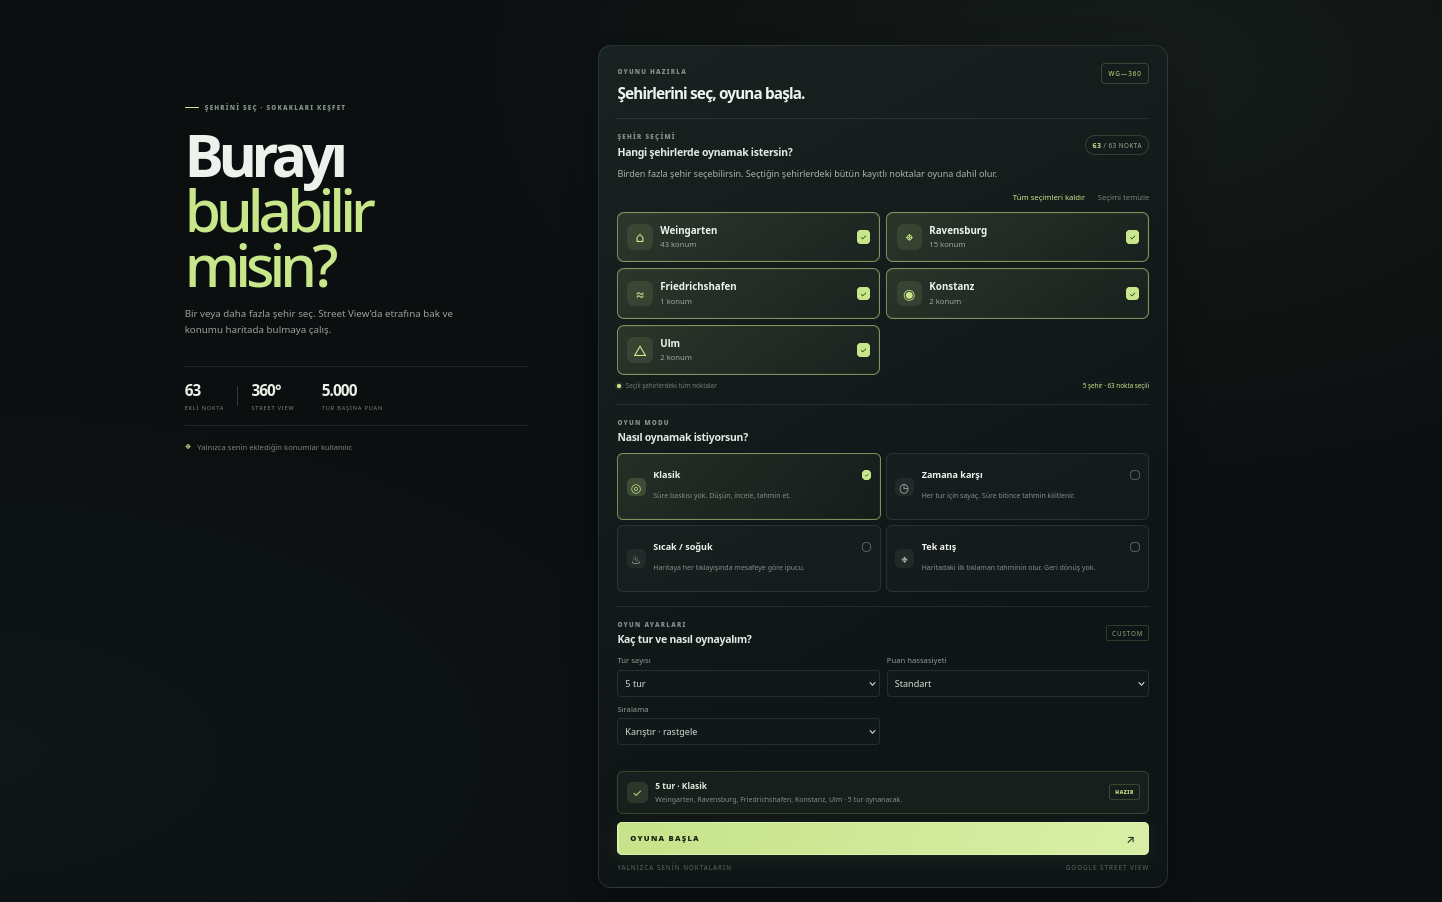 ŞEHRİNİ SEÇ · SOKAKLARI KEŞFET
Burayı
bulabilir
misin?
Bir veya daha fazla şehir seç. Street View'da etrafına bak ve
konumu haritada bulmaya çalış.
63
EKLİ NOKTA
360°
STREET VIEW
5.000
TUR BAŞINA PUAN
Yalnızca senin eklediğin konumlar kullanılır.
OYUNU HAZIRLA
WG—360
Şehirlerini seç, oyuna başla.
ŞEHİR SEÇİMİ
Hangi şehirlerde oynamak istersin?
63 / 63 NOKTA
Birden fazla şehir seçebilirsin. Seçtiğin şehirlerdeki bütün kayıtlı noktalar oyuna dahil olur.
Tüm seçimleri kaldır
Seçimi temizle
Weingarten
43 konum
Ravensburg
15 konum
Friedrichshafen
1 konum
Konstanz
2 konum
Ulm
2 konum
Seçili şehirlerdeki tüm noktalar
5 şehir · 63 nokta seçili
OYUN MODU
Nasıl oynamak istiyorsun?
Klasik
Süre baskısı yok. Düşün, incele, tahmin et.
Zamana karşı
Her tur için sayaç. Süre bitince tahmin kilitlenir.
Sıcak / soğuk
Haritaya her tıklayışında mesafeye göre ipucu.
Tek atış
Haritadaki ilk tıklaman tahminin olur. Geri dönüş yok.
OYUN AYARLARI
Kaç tur ve nasıl oynayalım?
CUSTOM
Tur sayısı
5 tur
Puan hassasiyeti
Standart
Sıralama
Karıştır · rastgele
5 tur · Klasik
Weingarten, Ravensburg, Friedrichshafen, Konstanz, Ulm · 5 tur oynanacak.
HAZIR
OYUNA BAŞLA
YALNIZCA SENİN NOKTALARIN
GOOGLE STREET VIEW